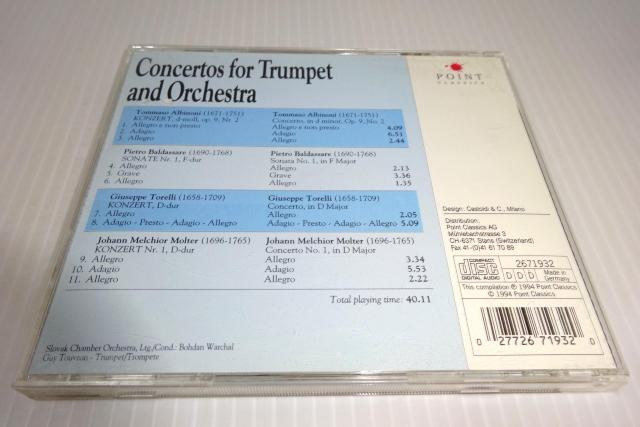 Concertos for Trumpet
and Orchestra
POINT
CLASSICS
Tommaso Albinoni (1671-1751) Tommaso Albinoni (1671-1751)
KONZERT, d-moll, op. 9, Nr. 2 Concerto, in d minor, Op. 9, No. 2
1. Allegro e non presto Allegro e non presto 4.09
2. Adagio Adagio 6.51
3. Allegro Allegro 2.44
Pietro Baldassare (1690-1768) Pietro Baldassare (1690-1768)
SONATE Nr. 1, F-dur Sonata No. 1, in F Major
4. Allegro Allegro 2.13
5. Grave Grave 3.36
6. Allegro Allegro 1.35
Giuseppe Torelli (1658-1709) Giuseppe Torelli (1658-1709)
KONZERT, D-dur Concerto, in D Major
7. Allegro Allegro 2.05
8. Adagio - Presto - Adagio - Allegro Adagio - Presto - Adagio - Allegro 5.09
Johann Melchior Molter (1696-1765) Johann Melchior Molter (1696-1765)
KONZERT Nr. 1, D-dur Concerto No. 1, in D Major
9. Allegro Allegro 3.34
10. Adagio Adagio 5.53
11. Allegro Allegro 2.22
Total playing time: 40.11
Slovak Chamber Orchestra, Ltg./Cond.: Bohdan Warchal
Guy Touvron - Trumpet/Trompete
Design: Castoldi & C., Milano
Distribution:
Point Classics AG
Mühlebachstrasse 3
CH-6371 Stans (Switzerland)
Fax 41-(0)41 61 70 89
COMPACT
disc
DIGITAL AUDIO
2671932
D D D
Made in
Germany
This compilation ℗ 1994 Point Classics
© 1994 Point Classics
0 27726 71932 0